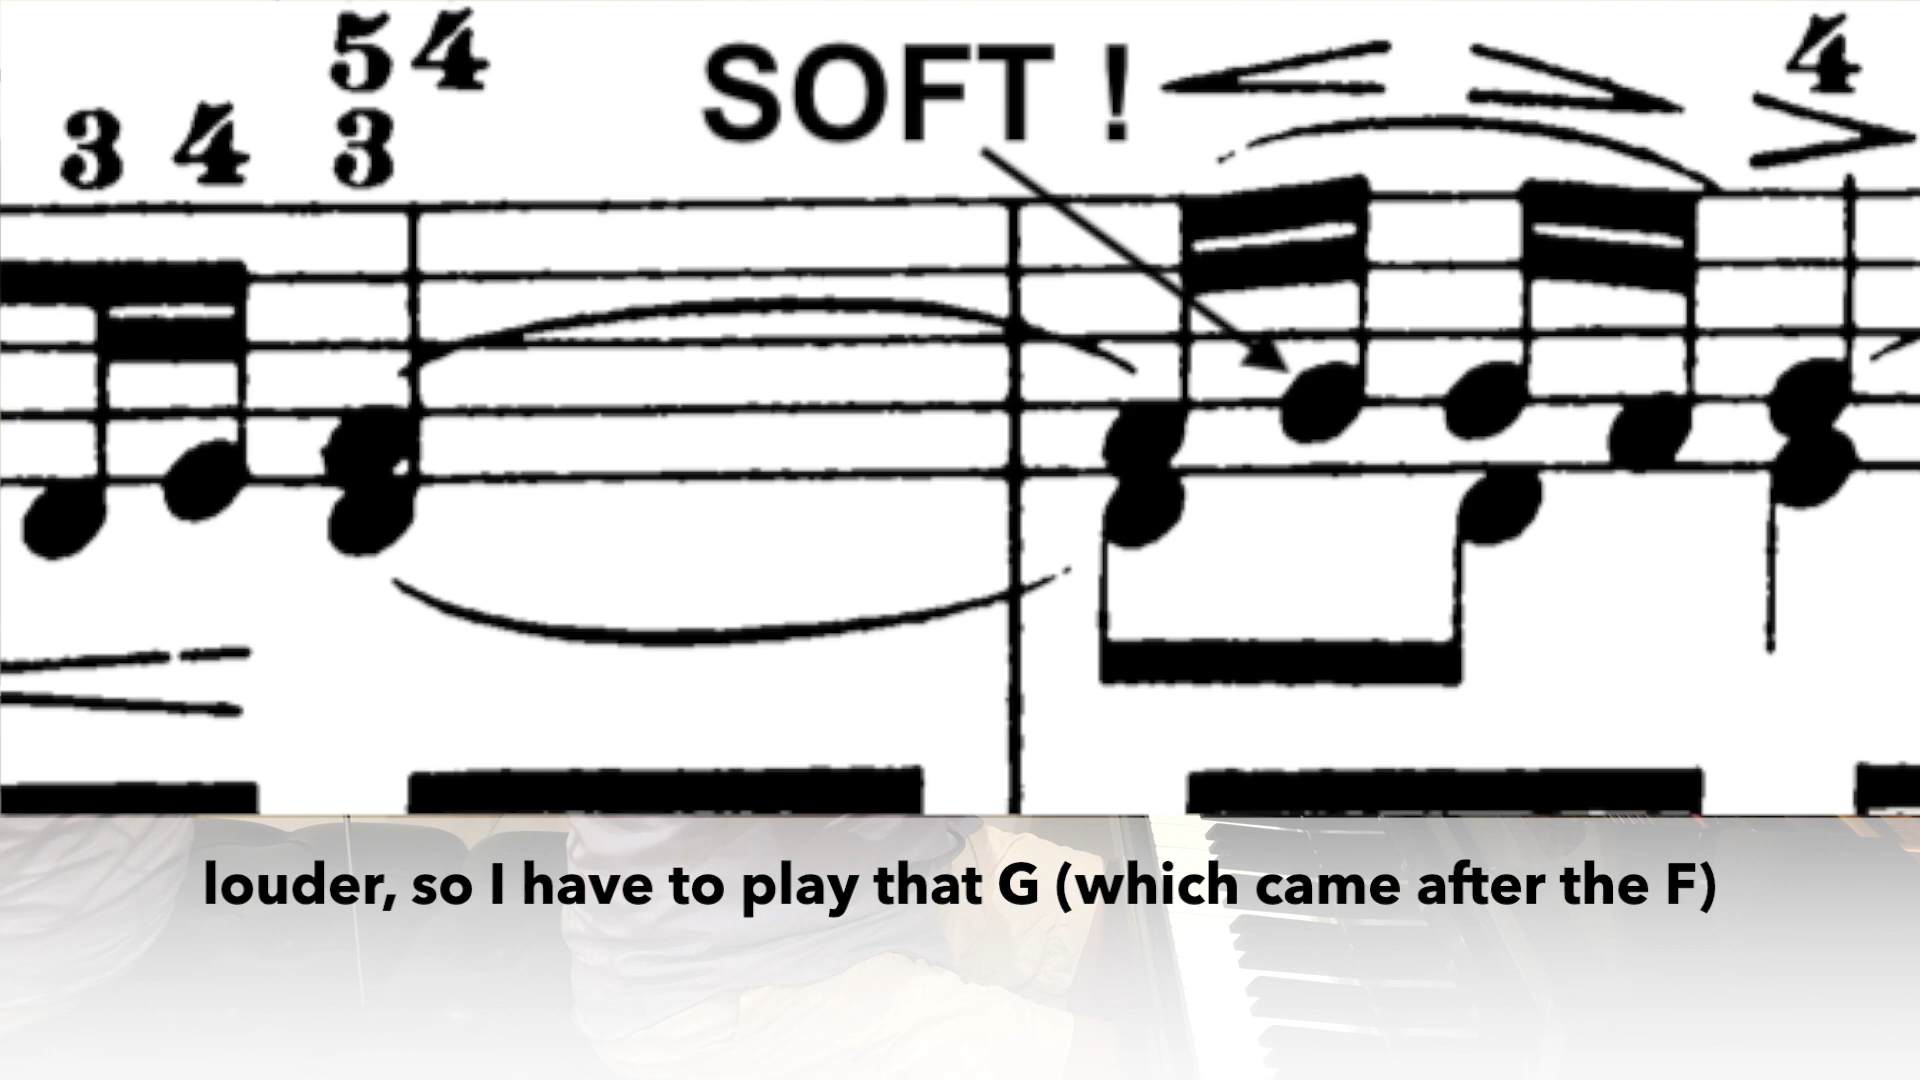 5 4
SOFT !
4
3 4 3
louder, so I have to play that G (which came after the F)